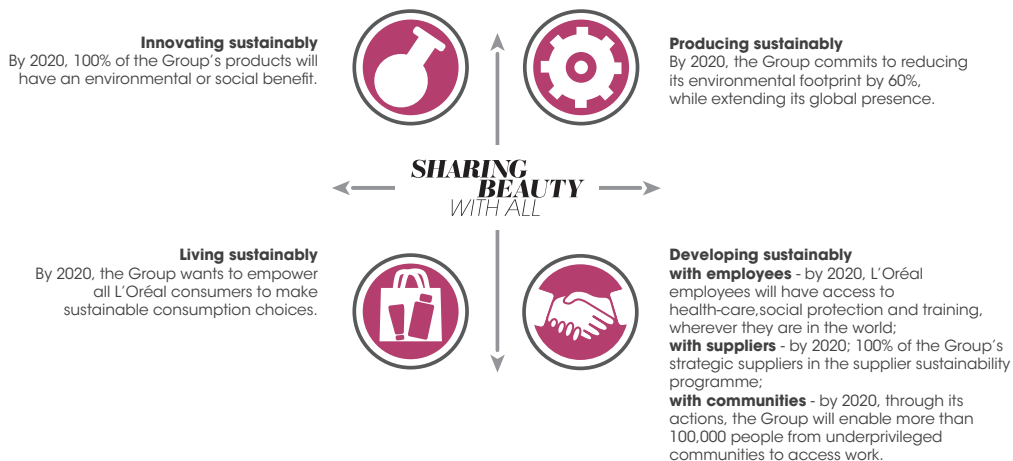 Innovating sustainably
By 2020, 100% of the Group's products will
have an environmental or social benefit.
Producing sustainably
By 2020, the Group commits to reducing
its environmental footprint by 60%,
while extending its global presence.
SHARING
BEAUTY
WITH ALL
Living sustainably
By 2020, the Group wants to empower
all L'Oréal consumers to make
sustainable consumption choices.
Developing sustainably
with employees - by 2020, L'Oréal
employees will have access to
health-care,social protection and training,
wherever they are in the world;
with suppliers - by 2020; 100% of the Group's
strategic suppliers in the supplier sustainability
programme;
with communities - by 2020, through its
actions, the Group will enable more than
100,000 people from underprivileged
communities to access work.